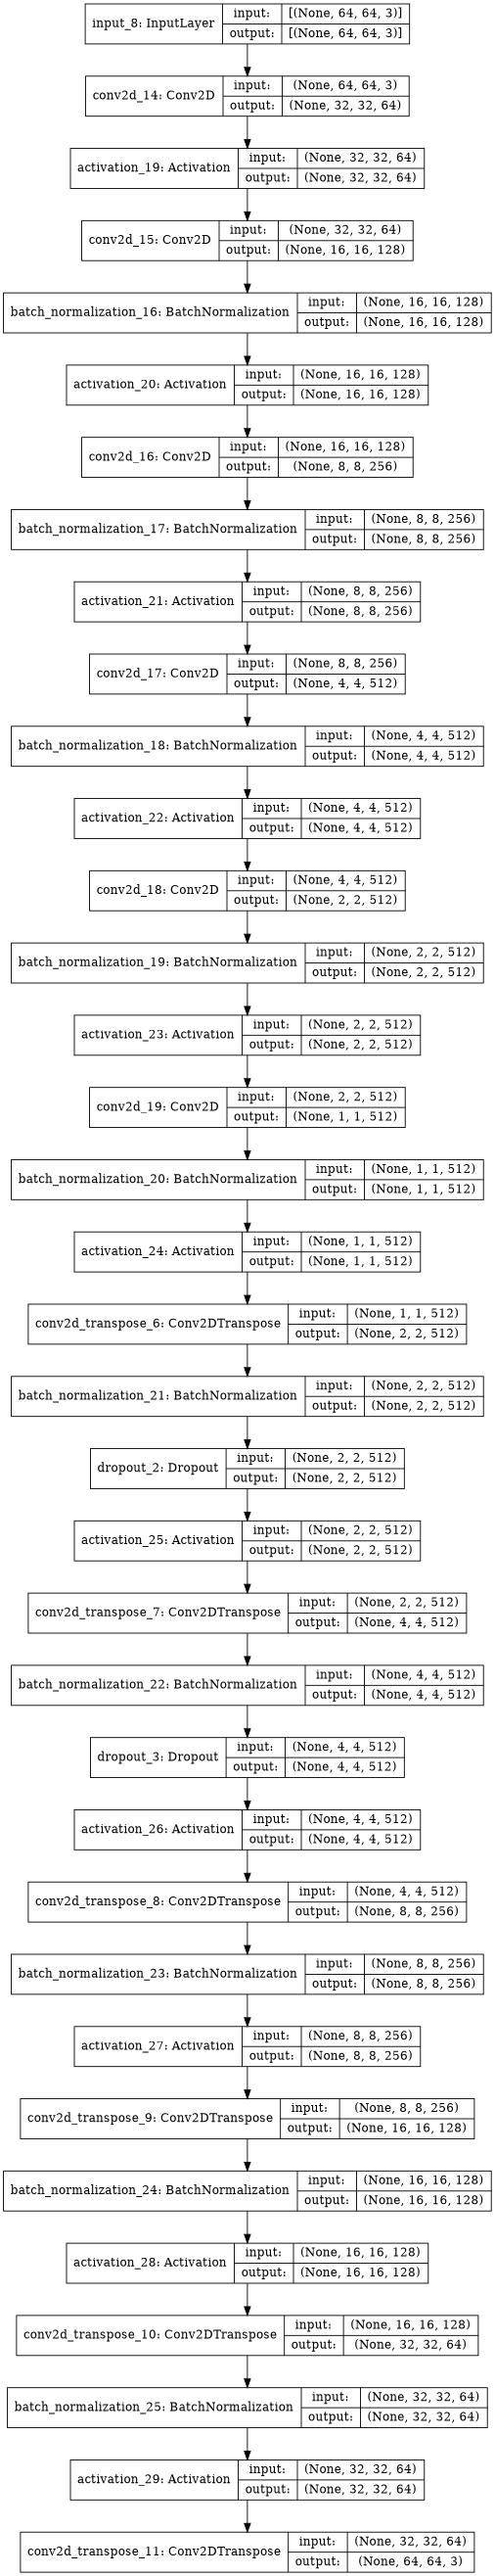 input_8: InputLayer
input: [(None, 64, 64, 3)]
output: [(None, 64, 64, 3)]
conv2d_14: Conv2D
input: (None, 64, 64, 3)
output: (None, 32, 32, 64)
activation_19: Activation
input: (None, 32, 32, 64)
output: (None, 32, 32, 64)
conv2d_15: Conv2D
input: (None, 32, 32, 64)
output: (None, 16, 16, 128)
batch_normalization_16: BatchNormalization
input: (None, 16, 16, 128)
output: (None, 16, 16, 128)
activation_20: Activation
input: (None, 16, 16, 128)
output: (None, 16, 16, 128)
conv2d_16: Conv2D
input: (None, 16, 16, 128)
output: (None, 8, 8, 256)
batch_normalization_17: BatchNormalization
input: (None, 8, 8, 256)
output: (None, 8, 8, 256)
activation_21: Activation
input: (None, 8, 8, 256)
output: (None, 8, 8, 256)
conv2d_17: Conv2D
input: (None, 8, 8, 256)
output: (None, 4, 4, 512)
batch_normalization_18: BatchNormalization
input: (None, 4, 4, 512)
output: (None, 4, 4, 512)
activation_22: Activation
input: (None, 4, 4, 512)
output: (None, 4, 4, 512)
conv2d_18: Conv2D
input: (None, 4, 4, 512)
output: (None, 2, 2, 512)
batch_normalization_19: BatchNormalization
input: (None, 2, 2, 512)
output: (None, 2, 2, 512)
activation_23: Activation
input: (None, 2, 2, 512)
output: (None, 2, 2, 512)
conv2d_19: Conv2D
input: (None, 2, 2, 512)
output: (None, 1, 1, 512)
batch_normalization_20: BatchNormalization
input: (None, 1, 1, 512)
output: (None, 1, 1, 512)
activation_24: Activation
input: (None, 1, 1, 512)
output: (None, 1, 1, 512)
conv2d_transpose_6: Conv2DTranspose
input: (None, 1, 1, 512)
output: (None, 2, 2, 512)
batch_normalization_21: BatchNormalization
input: (None, 2, 2, 512)
output: (None, 2, 2, 512)
dropout_2: Dropout
input: (None, 2, 2, 512)
output: (None, 2, 2, 512)
activation_25: Activation
input: (None, 2, 2, 512)
output: (None, 2, 2, 512)
conv2d_transpose_7: Conv2DTranspose
input: (None, 2, 2, 512)
output: (None, 4, 4, 512)
batch_normalization_22: BatchNormalization
input: (None, 4, 4, 512)
output: (None, 4, 4, 512)
dropout_3: Dropout
input: (None, 4, 4, 512)
output: (None, 4, 4, 512)
activation_26: Activation
input: (None, 4, 4, 512)
output: (None, 4, 4, 512)
conv2d_transpose_8: Conv2DTranspose
input: (None, 4, 4, 512)
output: (None, 8, 8, 256)
batch_normalization_23: BatchNormalization
input: (None, 8, 8, 256)
output: (None, 8, 8, 256)
activation_27: Activation
input: (None, 8, 8, 256)
output: (None, 8, 8, 256)
conv2d_transpose_9: Conv2DTranspose
input: (None, 8, 8, 256)
output: (None, 16, 16, 128)
batch_normalization_24: BatchNormalization
input: (None, 16, 16, 128)
output: (None, 16, 16, 128)
activation_28: Activation
input: (None, 16, 16, 128)
output: (None, 16, 16, 128)
conv2d_transpose_10: Conv2DTranspose
input: (None, 16, 16, 128)
output: (None, 32, 32, 64)
batch_normalization_25: BatchNormalization
input: (None, 32, 32, 64)
output: (None, 32, 32, 64)
activation_29: Activation
input: (None, 32, 32, 64)
output: (None, 32, 32, 64)
conv2d_transpose_11: Conv2DTranspose
input: (None, 32, 32, 64)
output: (None, 64, 64, 3)